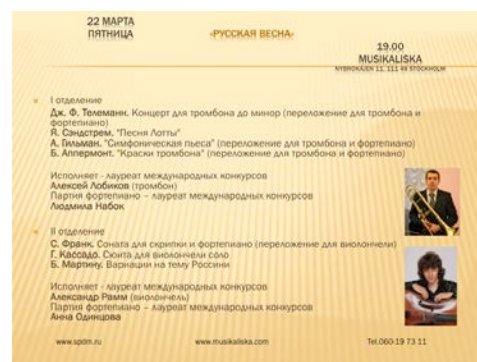 22 МАРТА
ПЯТНИЦА
«РУССКАЯ ВЕСНА»
19.00
MUSIKALISKA
NYBROKAJEN 11, 111 48 STOCKHOLM
I отделение
Дж. Ф. Телеманн. Концерт для тромбона до минор (переложение для тромбона и
фортепиано)
Я. Сэндстрем. "Песня Лотты"
А. Гильман. "Симфоническая пьеса" (переложение для тромбона и фортепиано)
Б. Аппермонт. "Краски тромбона" (переложение для тромбона и фортепиано)
Исполняет - лауреат международных конкурсов
Алексей Лобиков (тромбон)
Партия фортепиано – лауреат международных конкурсов
Людмила Набок
II отделение
С. Франк. Соната для скрипки и фортепиано (переложение для виолончели)
Г. Кассадо. Сюита для виолончели соло
Б. Мартину. Вариации на тему Россини
Исполняет - лауреат международных конкурсов
Александр Рамм (виолончель)
Партия фортепиано – лауреат международных конкурсов
Анна Одинцова
www.spdm.ru
www.musikaliska.com
Tel.060-19 73 11